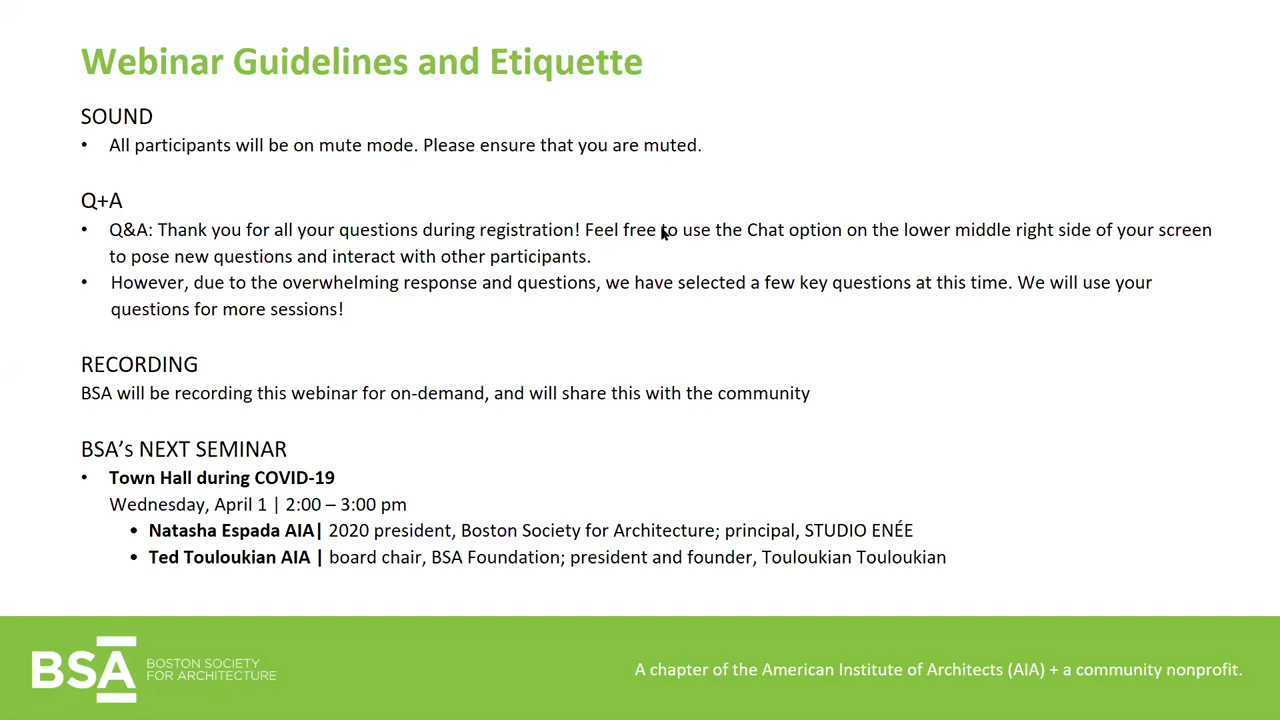 Webinar Guidelines and Etiquette
SOUND
• All participants will be on mute mode. Please ensure that you are muted.
Q+A
• Q&A: Thank you for all your questions during registration! Feel free to use the Chat option on the lower middle right side of your screen
to pose new questions and interact with other participants.
• However, due to the overwhelming response and questions, we have selected a few key questions at this time. We will use your
questions for more sessions!
RECORDING
BSA will be recording this webinar for on-demand, and will share this with the community
BSA’s NEXT SEMINAR
• Town Hall during COVID-19
Wednesday, April 1 | 2:00 – 3:00 pm
• Natasha Espada AIA| 2020 president, Boston Society for Architecture; principal, STUDIO ENÉE
• Ted Touloukian AIA | board chair, BSA Foundation; president and founder, Touloukian Touloukian
BSA
BOSTON SOCIETY
FOR ARCHITECTURE
A chapter of the American Institute of Architects (AIA) + a community nonprofit.